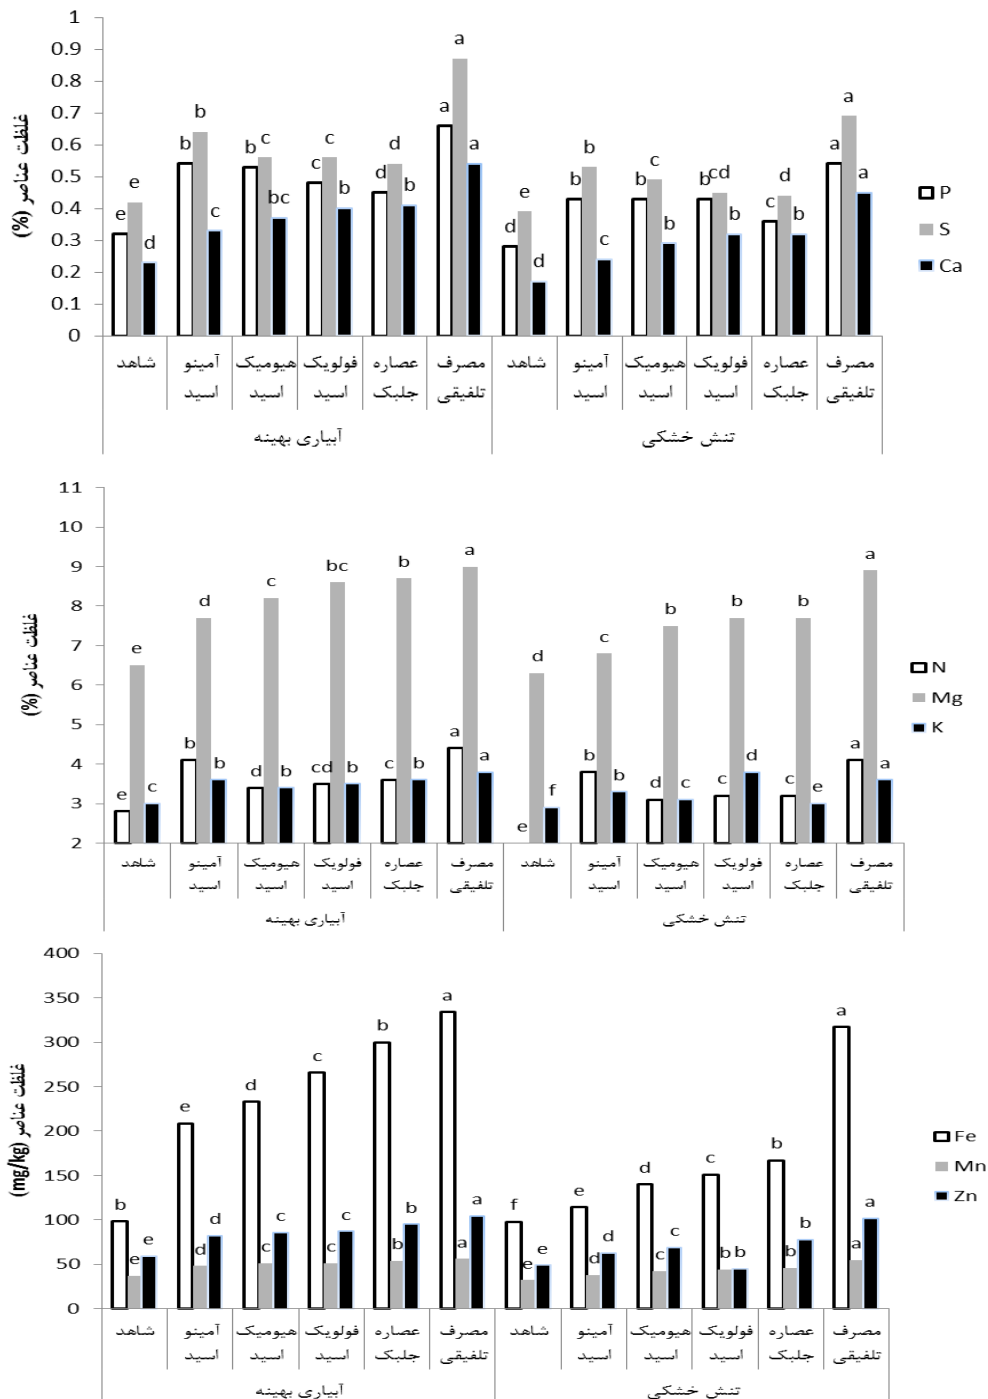 غلظت عناصر (%)
1
0.9
0.8
0.7
0.6
0.5
0.4
0.3
0.2
0.1
0
e e d
b b c
b c bc
c c b
d d b
a a a
d e d
b b c
b c b
b cd b
c d b
a a a
P
S
Ca
شاهد
آمینو اسید
هیومیک اسید
فولویک اسید
عصاره جلبک
مصرف تلفیقی
شاهد
آمینو اسید
هیومیک اسید
فولویک اسید
عصاره جلبک
مصرف تلفیقی
آبیاری بهینه
تنش خشکی
غلظت عناصر (%)
11
10
9
8
7
6
5
4
3
2
e e c
b d b
d c b
cd bc b
c b b
a a a
e d f
b c b
d b c
c b d
c b e
a a a
N
Mg
K
شاهد
آمینو اسید
هیومیک اسید
فولویک اسید
عصاره جلبک
مصرف تلفیقی
شاهد
آمینو اسید
هیومیک اسید
فولویک اسید
عصاره جلبک
مصرف تلفیقی
آبیاری بهینه
تنش خشکی
غلظت عناصر (mg/kg)
400
350
300
250
200
150
100
50
0
b e e
e d d
d c c
c c c
b b b
a a a
f e e
e d d
d c c
c b b
b b b
a a a
Fe
Mn
Zn
شاهد
آمینو اسید
هیومیک اسید
فولویک اسید
عصاره جلبک
مصرف تلفیقی
شاهد
آمینو اسید
هیومیک اسید
فولویک اسید
عصاره جلبک
مصرف تلفیقی
آبیاری بهینه
تنش خشکی